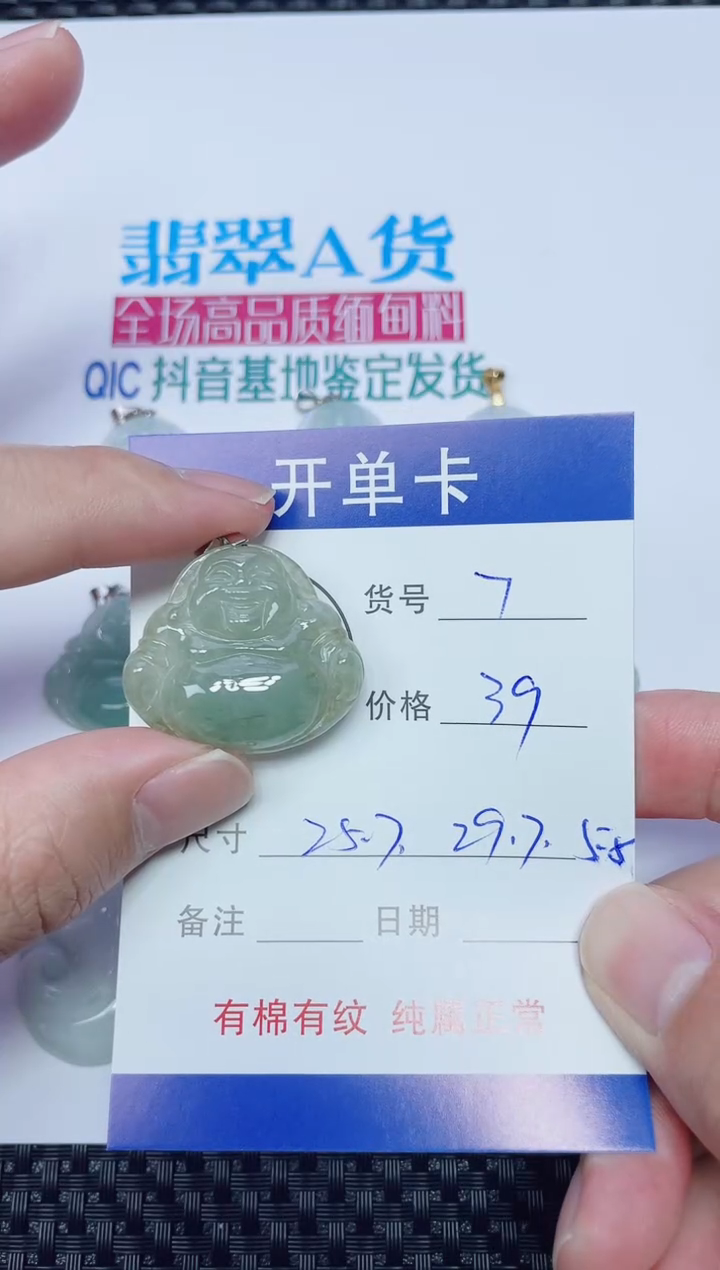 翡翠A货
全场高品质缅甸料
QIC 抖音基地鉴定发货
开单卡
货号 7
价格 39
尺寸 25.7. 29.7. 5.8
备注 日期
有棉有纹 纯属正常